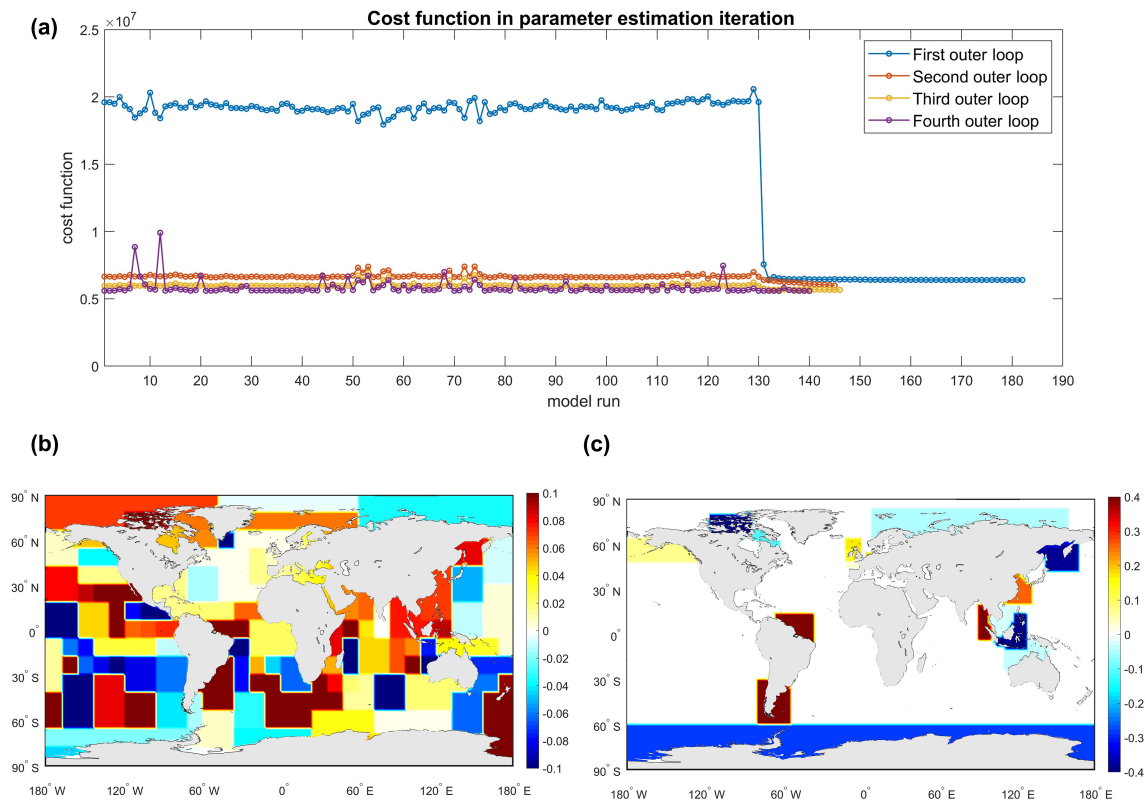 (a)
Cost function in parameter estimation iteration
×10⁷
2.5
2
1.5
1
0.5
0
cost function
First outer loop
Second outer loop
Third outer loop
Fourth outer loop
10 20 30 40 50 60 70 80 90 100 110 120 130 140 150 160 170 180 190
model run
(b)
90° N
60° N
30° N
0°
30° S
60° S
90° S
180° W 120° W 60° W 0° 60° E 120° E 180° E
0.1
0.08
0.06
0.04
0.02
0
-0.02
-0.04
-0.06
-0.08
-0.1
(c)
90° N
60° N
30° N
0°
30° S
60° S
90° S
180° W 120° W 60° W 0° 60° E 120° E 180° E
0.4
0.3
0.2
0.1
0
-0.1
-0.2
-0.3
-0.4